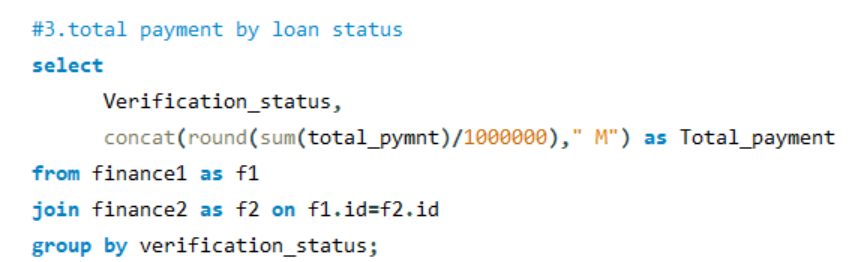 #3.total payment by loan status
select
Verification_status,
concat(round(sum(total_pymnt)/1000000)," M") as Total_payment
from finance1 as f1
join finance2 as f2 on f1.id=f2.id
group by verification_status;